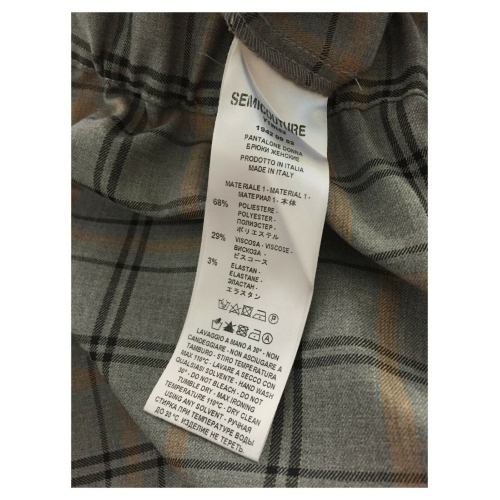 SEMICOUTURE
PANTALONE DONNA
БРЮКИ ЖЕНСКИЕ
PRODOTTO IN ITALIA
MADE IN ITALY
MATERIALE 1 - MATERIAL 1 -
МАТЕРИАЛ 1 - 本体
68% POLIESTERE -
POLYESTER -
ПОЛИЭСТЕР -
ポリエステル
29% VISCOSA - VISCOSE -
ВИСКОЗА -
ビスコース
3% ELASTAN -
ELASTANE -
ЭЛАСТАН -
エラスタン
LAVAGGIO A MANO A 30° - NON
CANDEGGIARE - NON ASCIUGARE A
TAMBURO - STIRO TEMPERATURA
MAX 110°C - LAVARE A SECCO CON
QUALSIASI SOLVENTE - HAND WASH
30° - DO NOT BLEACH - DO NOT
TUMBLE DRY - MAX IRONING
TEMPERATURE 110°C - DRY CLEAN
USING ANY SOLVENT - РУЧНАЯ
СТИРКА ПРИ ТЕМПЕРАТУРЕ ВОДЫ
ДО 30 °C ИЗДЕЛИЕ НЕ ТЕРЕТЬ.